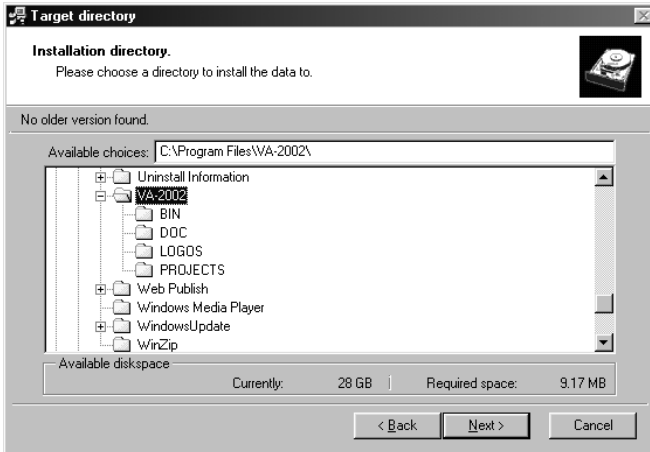 Target directory
Installation directory.
Please choose a directory to install the data to.
No older version found.
Available choices: C:\Program Files\VA-2002\
Uninstall Information
VA-2002
BIN
DOC
LOGOS
PROJECTS
Web Publish
Windows Media Player
WindowsUpdate
WinZip
Available diskspace
Currently: 28 GB Required space: 9.17 MB
< Back Next > Cancel